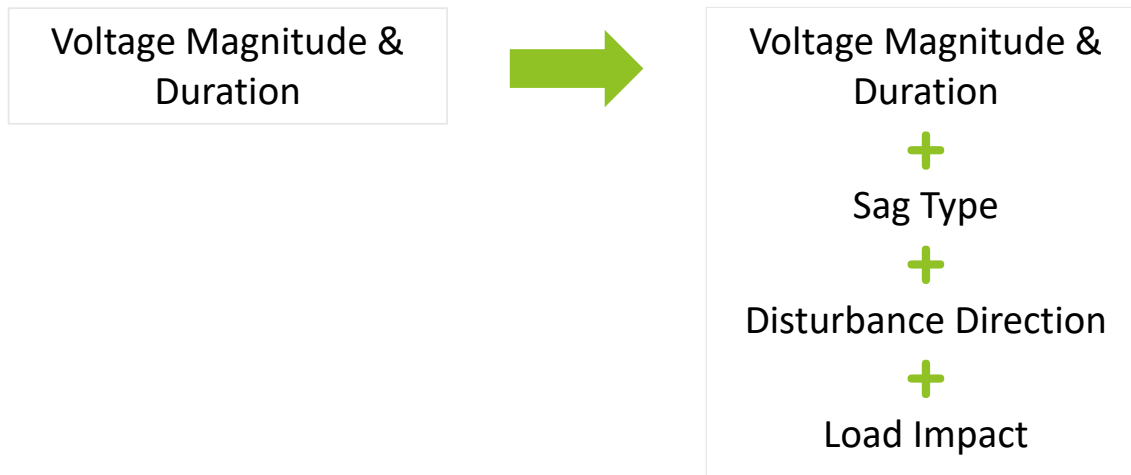 Voltage Magnitude &
Duration
Voltage Magnitude &
Duration
+
Sag Type
+
Disturbance Direction
+
Load Impact